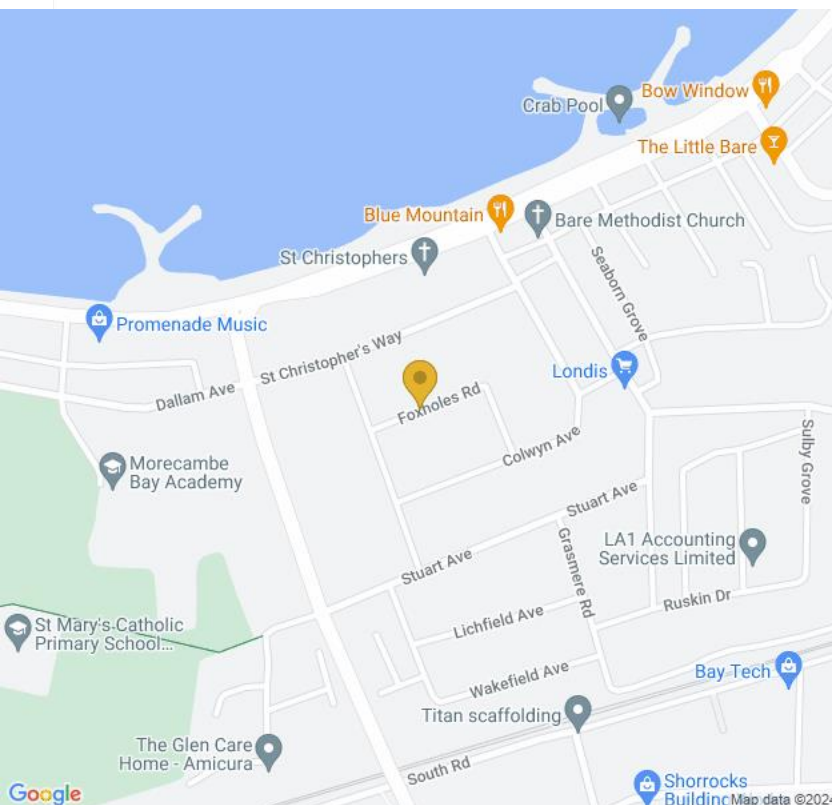 Bow Window
Crab Pool
The Little Bare
Blue Mountain
Bare Methodist Church
St Christophers
Seaborn Grove
Promenade Music
St Christopher's Way
Londis
Dallam Ave
Foxholes Rd
Colwyn Ave
Sulby Grove
Morecambe
Bay Academy
Stuart Ave
Grasmere Rd
LA1 Accounting
Services Limited
Stuart Ave
Ruskin Dr
Lichfield Ave
St Mary's Catholic
Primary School...
Wakefield Ave
Bay Tech
Titan scaffolding
The Glen Care
Home - Amicura
South Rd
Shorrocks
Google
Map data ©2024